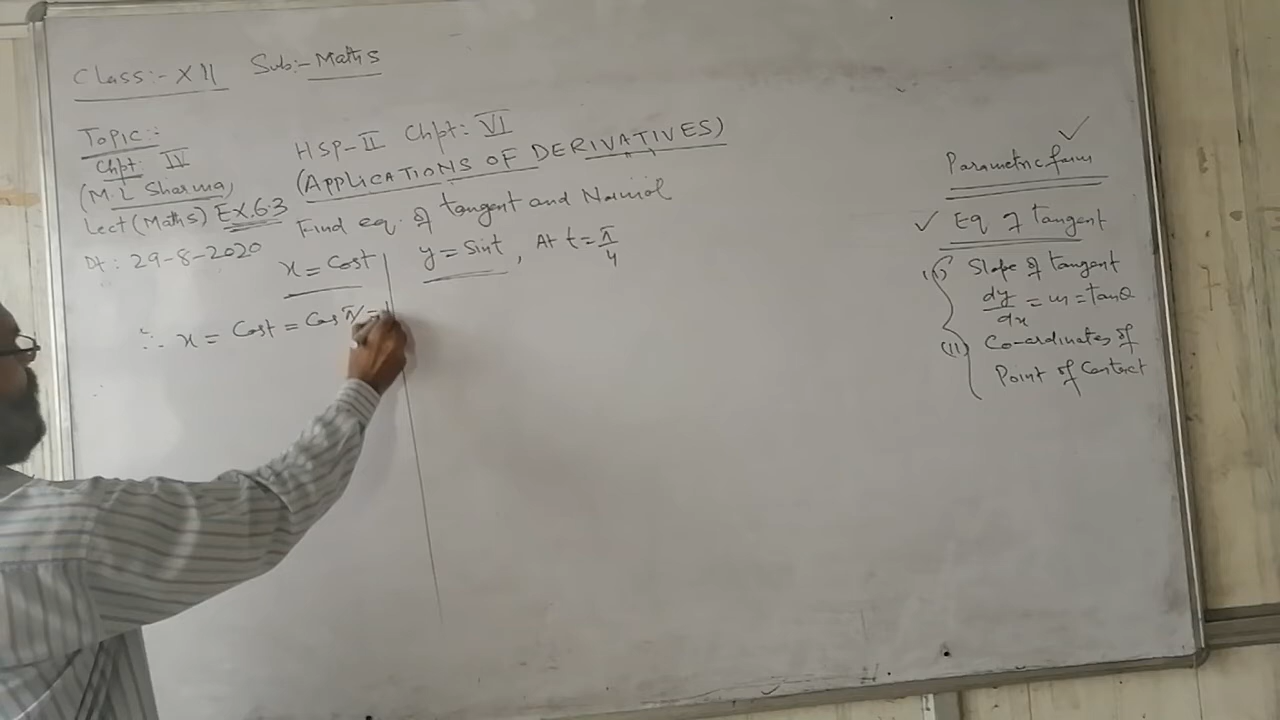 Class:- XII Sub:- Maths
Topic:-
Chpt: IV
(M.L Sharma)
Lect (Maths) EX.6.3
Dt: 29-8-2020
HSP-II Chpt: VI
(APPLICATIONS OF DERIVATIVES)
Find eq. of tangent and Normal
x = Cost y = Sint, At t = π/4
∴ x = Cost = Cos π/
Parametric form
✓ Eq of tangent
(i) Slope of tangent
dy/dx = m = tanθ
(ii) Co-ordinates of
Point of Contact